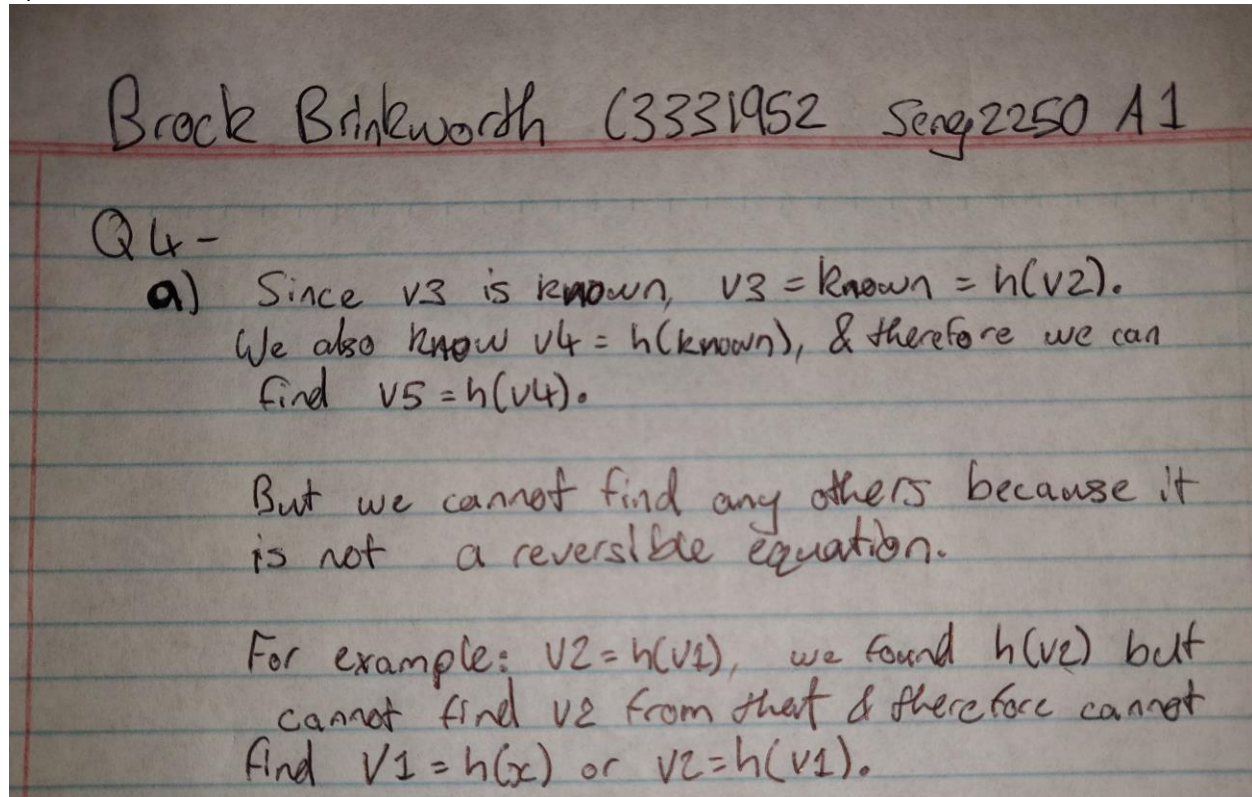 Brock Brinkworth C3331952 Seng2250 A1
Q4-
a) Since v3 is known, v3 = known = h(v2).
We also know v4 = h(known), & therefore we can
find v5 = h(v4).
But we cannot find any others because it
is not a reversible equation.
For example: v2 = h(v1), we found h(v2) but
cannot find v2 from that & therefore cannot
find v1 = h(x) or v2 = h(v1).